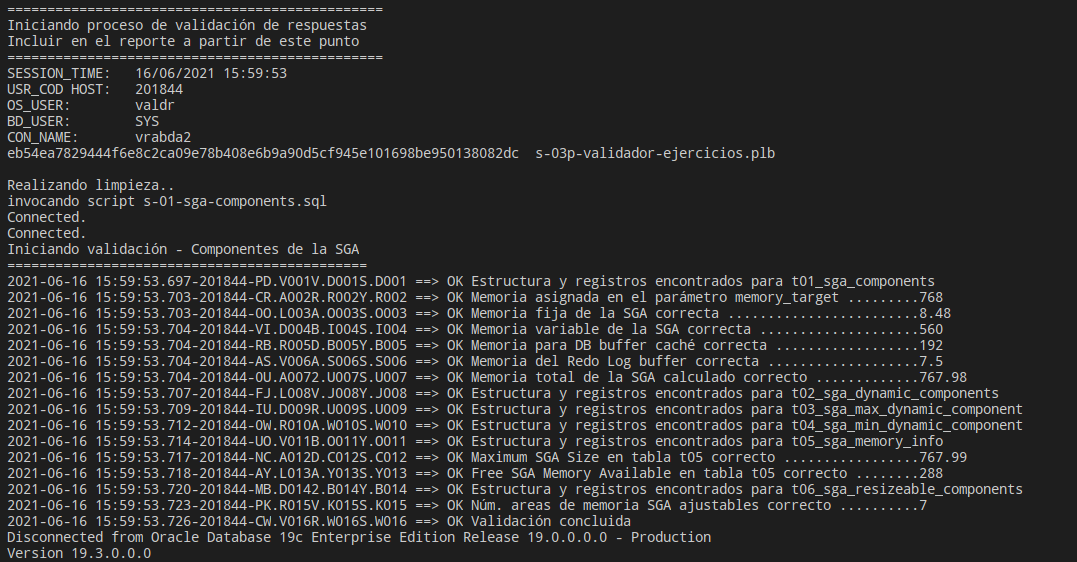 ===============================================
Iniciando proceso de validación de respuestas
Incluir en el reporte a partir de este punto
===============================================
SESSION_TIME:   16/06/2021 15:59:53
USR_COD HOST:   201844
OS_USER:        valdr
BD_USER:        SYS
CON_NAME:       vrabda2
eb54ea7829444f6e8c2ca09e78b408e6b9a90d5cf945e101698be950138082dc  s-03p-validador-ejercicios.plb
Realizando limpieza..
invocando script s-01-sga-components.sql
Connected.
Connected.
Iniciando validación - Componentes de la SGA
=============================================
2021-06-16 15:59:53.697-201844-PD.V001V.D001S.D001 ==> OK Estructura y registros encontrados para t01_sga_components
2021-06-16 15:59:53.703-201844-CR.A002R.R002Y.R002 ==> OK Memoria asignada en el parámetro memory_target .........768
2021-06-16 15:59:53.703-201844-OO.L003A.O003S.O003 ==> OK Memoria fija de la SGA correcta ........................8.48
2021-06-16 15:59:53.704-201844-VI.D004B.I004S.I004 ==> OK Memoria variable de la SGA correcta ....................560
2021-06-16 15:59:53.704-201844-RB.R005D.B005Y.B005 ==> OK Memoria para DB buffer caché correcta ..................192
2021-06-16 15:59:53.704-201844-AS.V006A.S006S.S006 ==> OK Memoria del Redo Log buffer correcta ...................7.5
2021-06-16 15:59:53.704-201844-OU.A0072.U007S.U007 ==> OK Memoria total de la SGA calculado correcto .............767.98
2021-06-16 15:59:53.707-201844-FJ.L008V.J008Y.J008 ==> OK Estructura y registros encontrados para t02_sga_dynamic_components
2021-06-16 15:59:53.709-201844-IU.D009R.U009S.U009 ==> OK Estructura y registros encontrados para t03_sga_max_dynamic_component
2021-06-16 15:59:53.712-201844-OW.R010A.W010S.W010 ==> OK Estructura y registros encontrados para t04_sga_min_dynamic_component
2021-06-16 15:59:53.714-201844-UO.V011B.O011Y.O011 ==> OK Estructura y registros encontrados para t05_sga_memory_info
2021-06-16 15:59:53.717-201844-NC.A012D.C012S.C012 ==> OK Maximum SGA Size en tabla t05 correcto .................767.99
2021-06-16 15:59:53.718-201844-AY.L013A.Y013S.Y013 ==> OK Free SGA Memory Available en tabla t05 correcto ........288
2021-06-16 15:59:53.720-201844-MB.D0142.B014Y.B014 ==> OK Estructura y registros encontrados para t06_sga_resizeable_components
2021-06-16 15:59:53.723-201844-PK.R015V.K015S.K015 ==> OK Núm. areas de memoria SGA ajustables correcto ..........7
2021-06-16 15:59:53.726-201844-CW.V016R.W016S.W016 ==> OK Validación concluida
Disconnected from Oracle Database 19c Enterprise Edition Release 19.0.0.0.0 - Production
Version 19.3.0.0.0